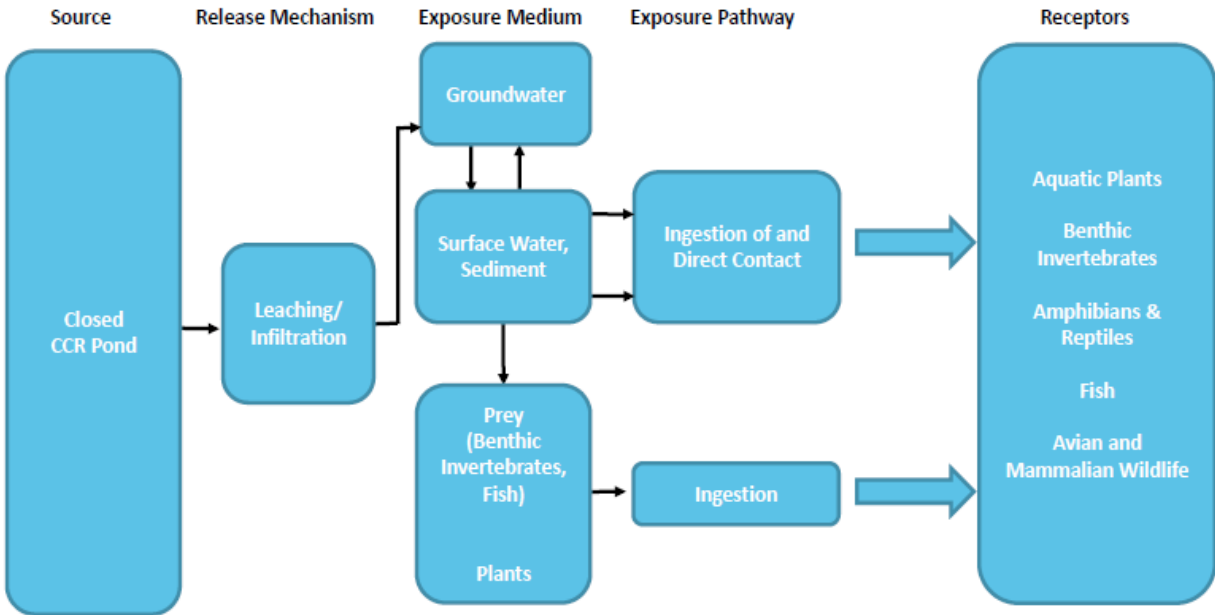 Source
Release Mechanism
Exposure Medium
Exposure Pathway
Receptors
Closed
CCR Pond
Leaching/
Infiltration
Groundwater
Surface Water,
Sediment
Prey
(Benthic
Invertebrates,
Fish)
Plants
Ingestion of and
Direct Contact
Ingestion
Aquatic Plants
Benthic
Invertebrates
Amphibians &
Reptiles
Fish
Avian and
Mammalian Wildlife